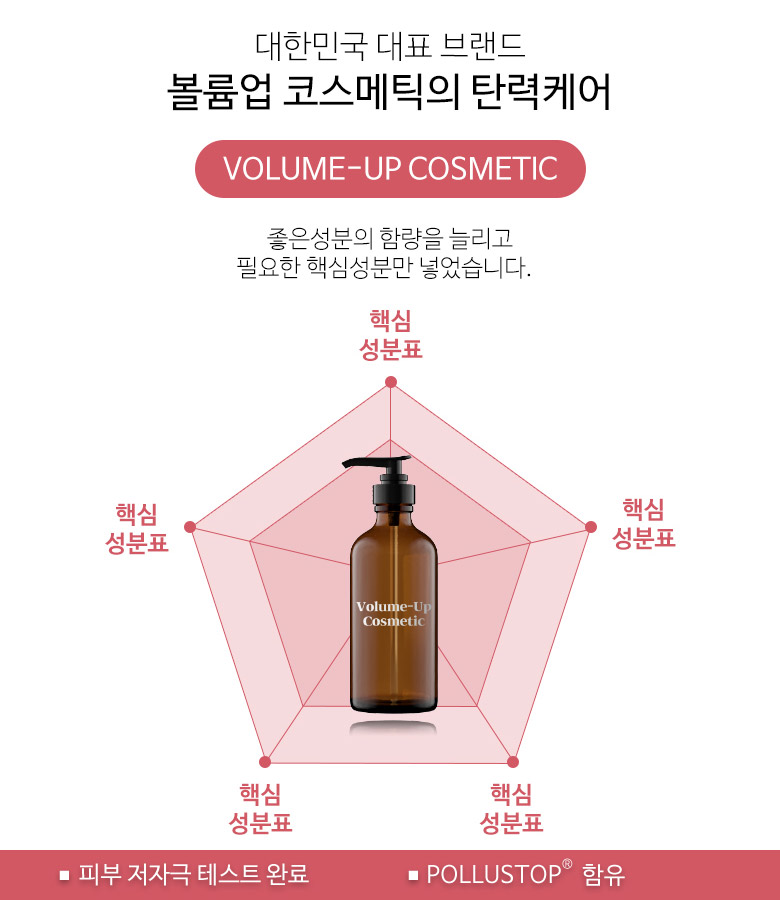 대한민국 대표 브랜드
볼륨업 코스메틱의 탄력케어
VOLUME-UP COSMETIC
좋은성분의 함량을 늘리고
필요한 핵심성분만 넣었습니다.
핵심
성분표
핵심
성분표
핵심
성분표
Volume-Up
Cosmetic
핵심
성분표
핵심
성분표
▪ 피부 저자극 테스트 완료
▪ POLLUSTOP® 함유